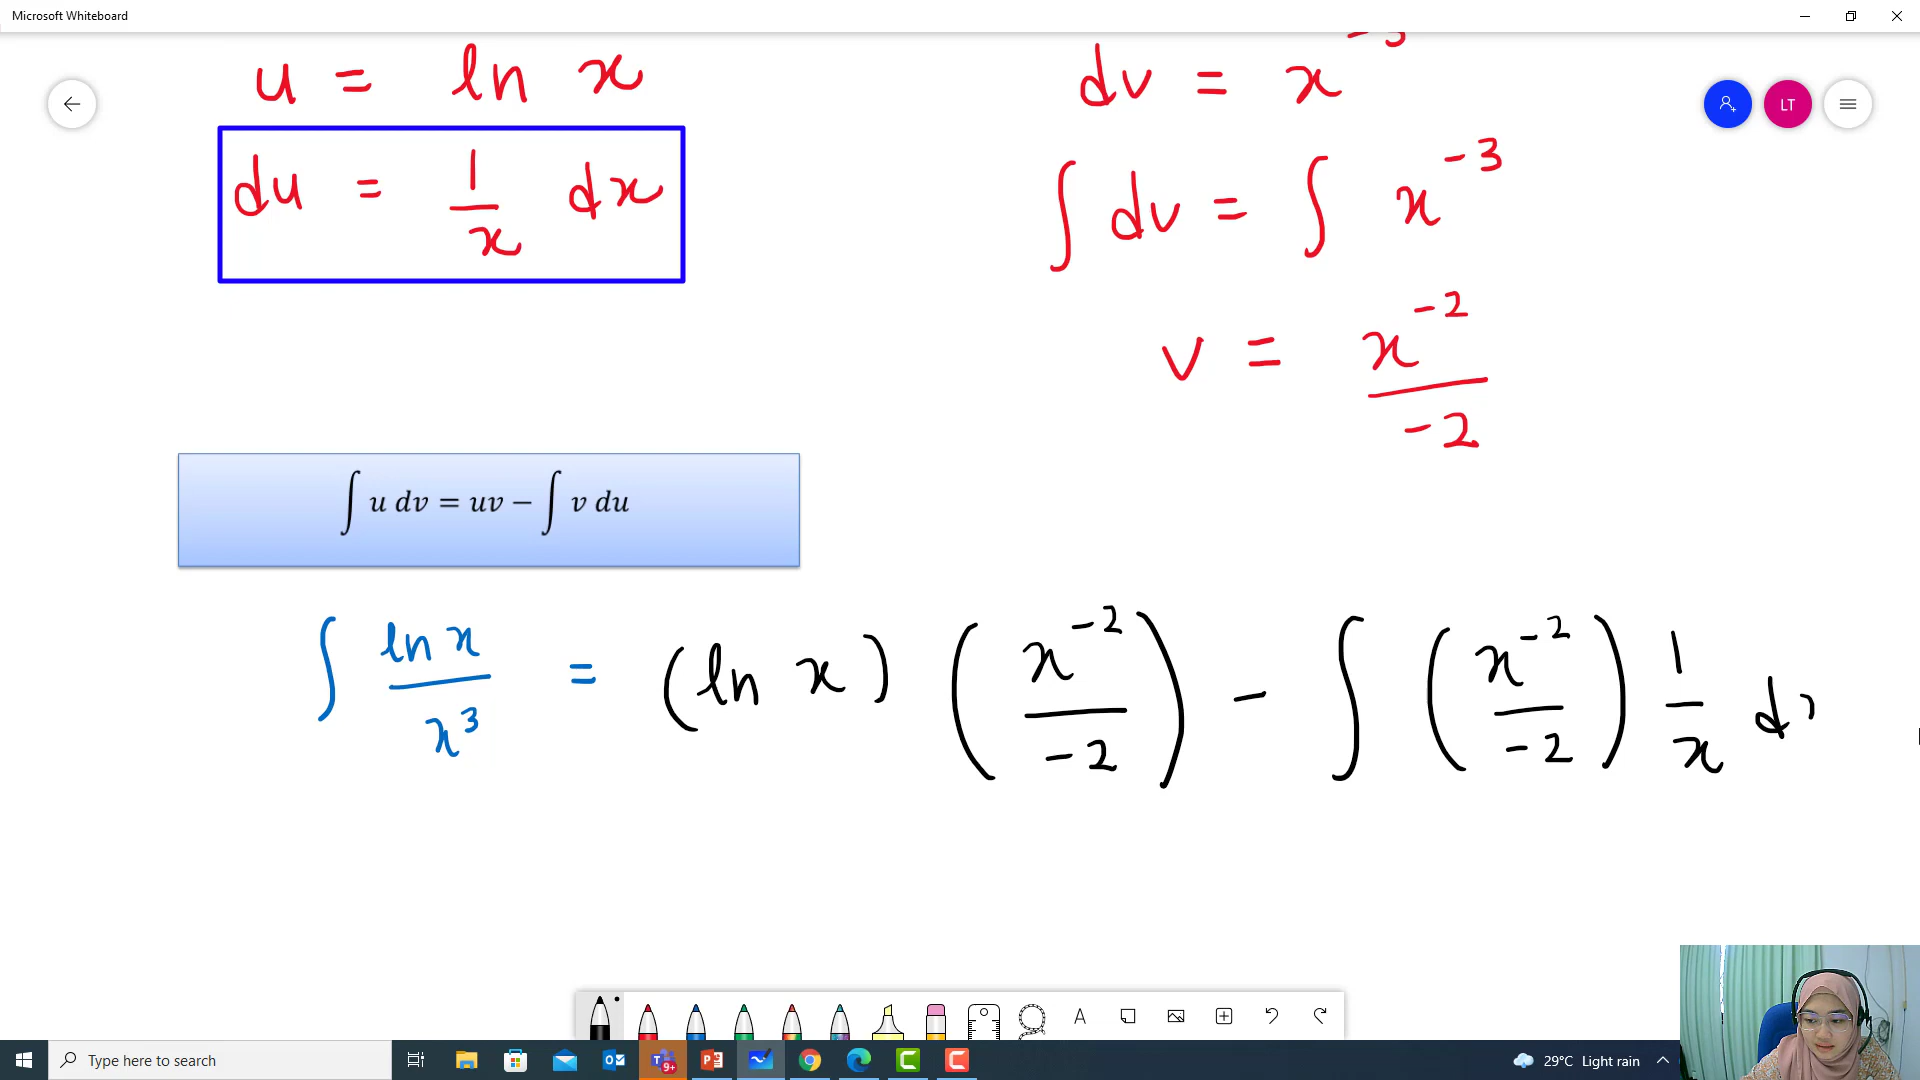 Microsoft Whiteboard
u = ln x
dv = x^-3
LT
du = 1/x dx
∫ dv = ∫ x^-3
v = x^-2/-2
∫ u dv = uv − ∫ v du
∫ ln x/x^3 = (ln x) (x^-2/-2) - ∫ (x^-2/-2) 1/x d
A
Type here to search
9+
29°C Light rain